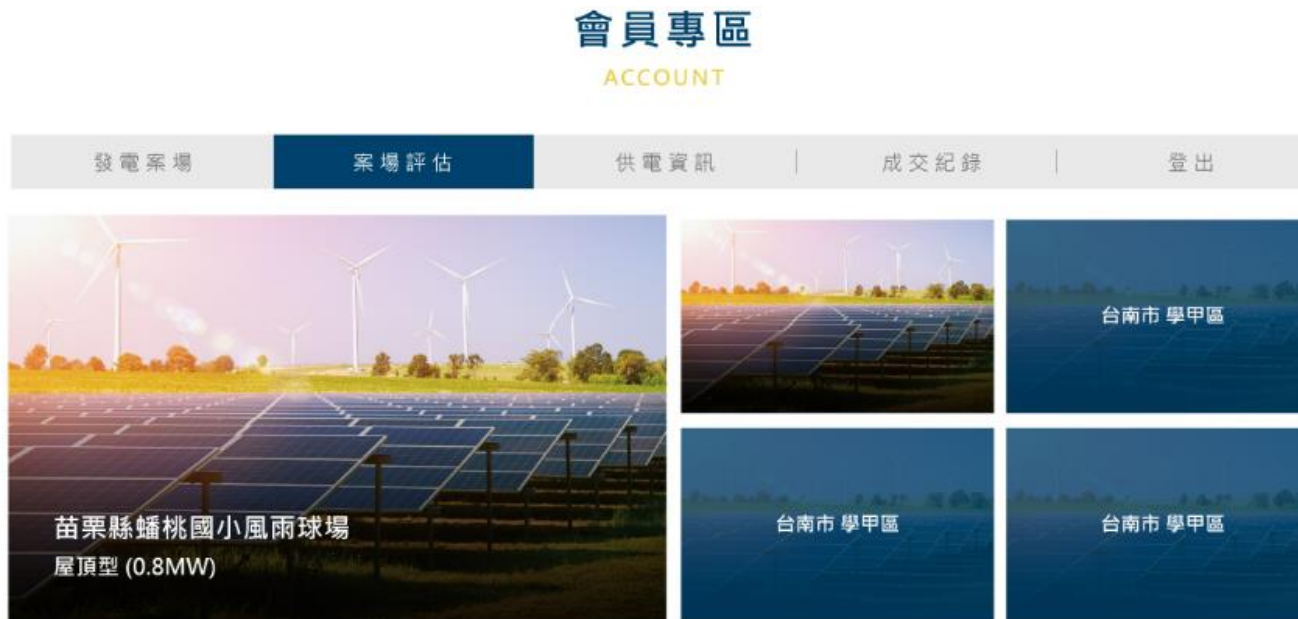 會員專區
ACCOUNT
發電案場 案場評估 供電資訊 | 成交紀錄 | 登出
台南市 學甲區
苗栗縣蟠桃國小風雨球場
屋頂型 (0.8MW)
台南市 學甲區
台南市 學甲區